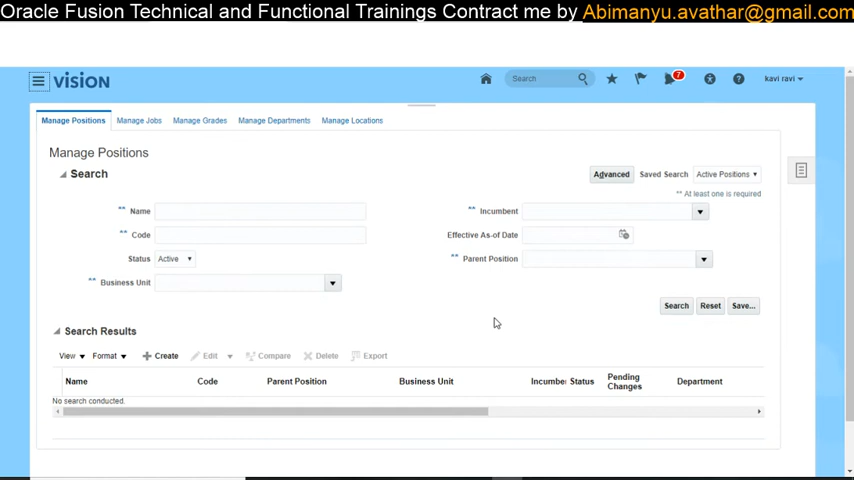 Oracle Fusion Technical and Functional Trainings Contract me by Abimanyu.avathar@gmail.com
VISION
Search
7
?
kavi ravi
Manage Positions Manage Jobs Manage Grades Manage Departments Manage Locations
Manage Positions
Search
Advanced Saved Search Active Positions
** At least one is required
** Name
** Incumbent
** Code
Effective As-of Date
Status Active
** Parent Position
** Business Unit
Search Reset Save...
Search Results
View Format Create Edit Compare Delete Export
Name Code Parent Position Business Unit Incumbe Status Pending Changes Department
No search conducted.